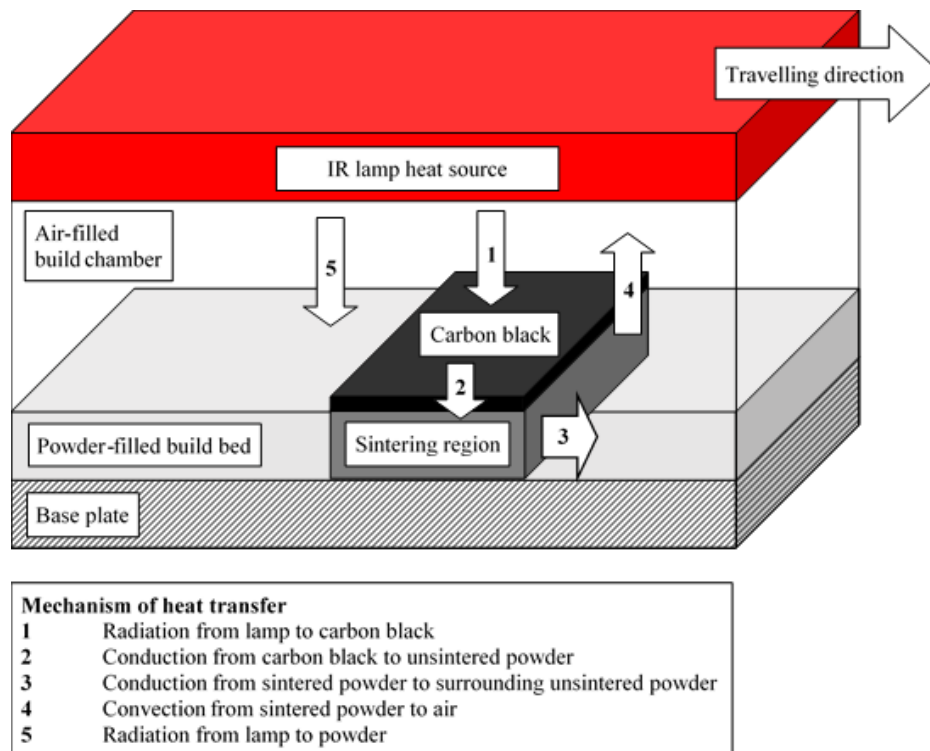 Travelling direction
IR lamp heat source
Air-filled
build chamber
5
1
4
Carbon black
2
Powder-filled build bed
Sintering region
3
Base plate
Mechanism of heat transfer
1 Radiation from lamp to carbon black
2 Conduction from carbon black to unsintered powder
3 Conduction from sintered powder to surrounding unsintered powder
4 Convection from sintered powder to air
5 Radiation from lamp to powder